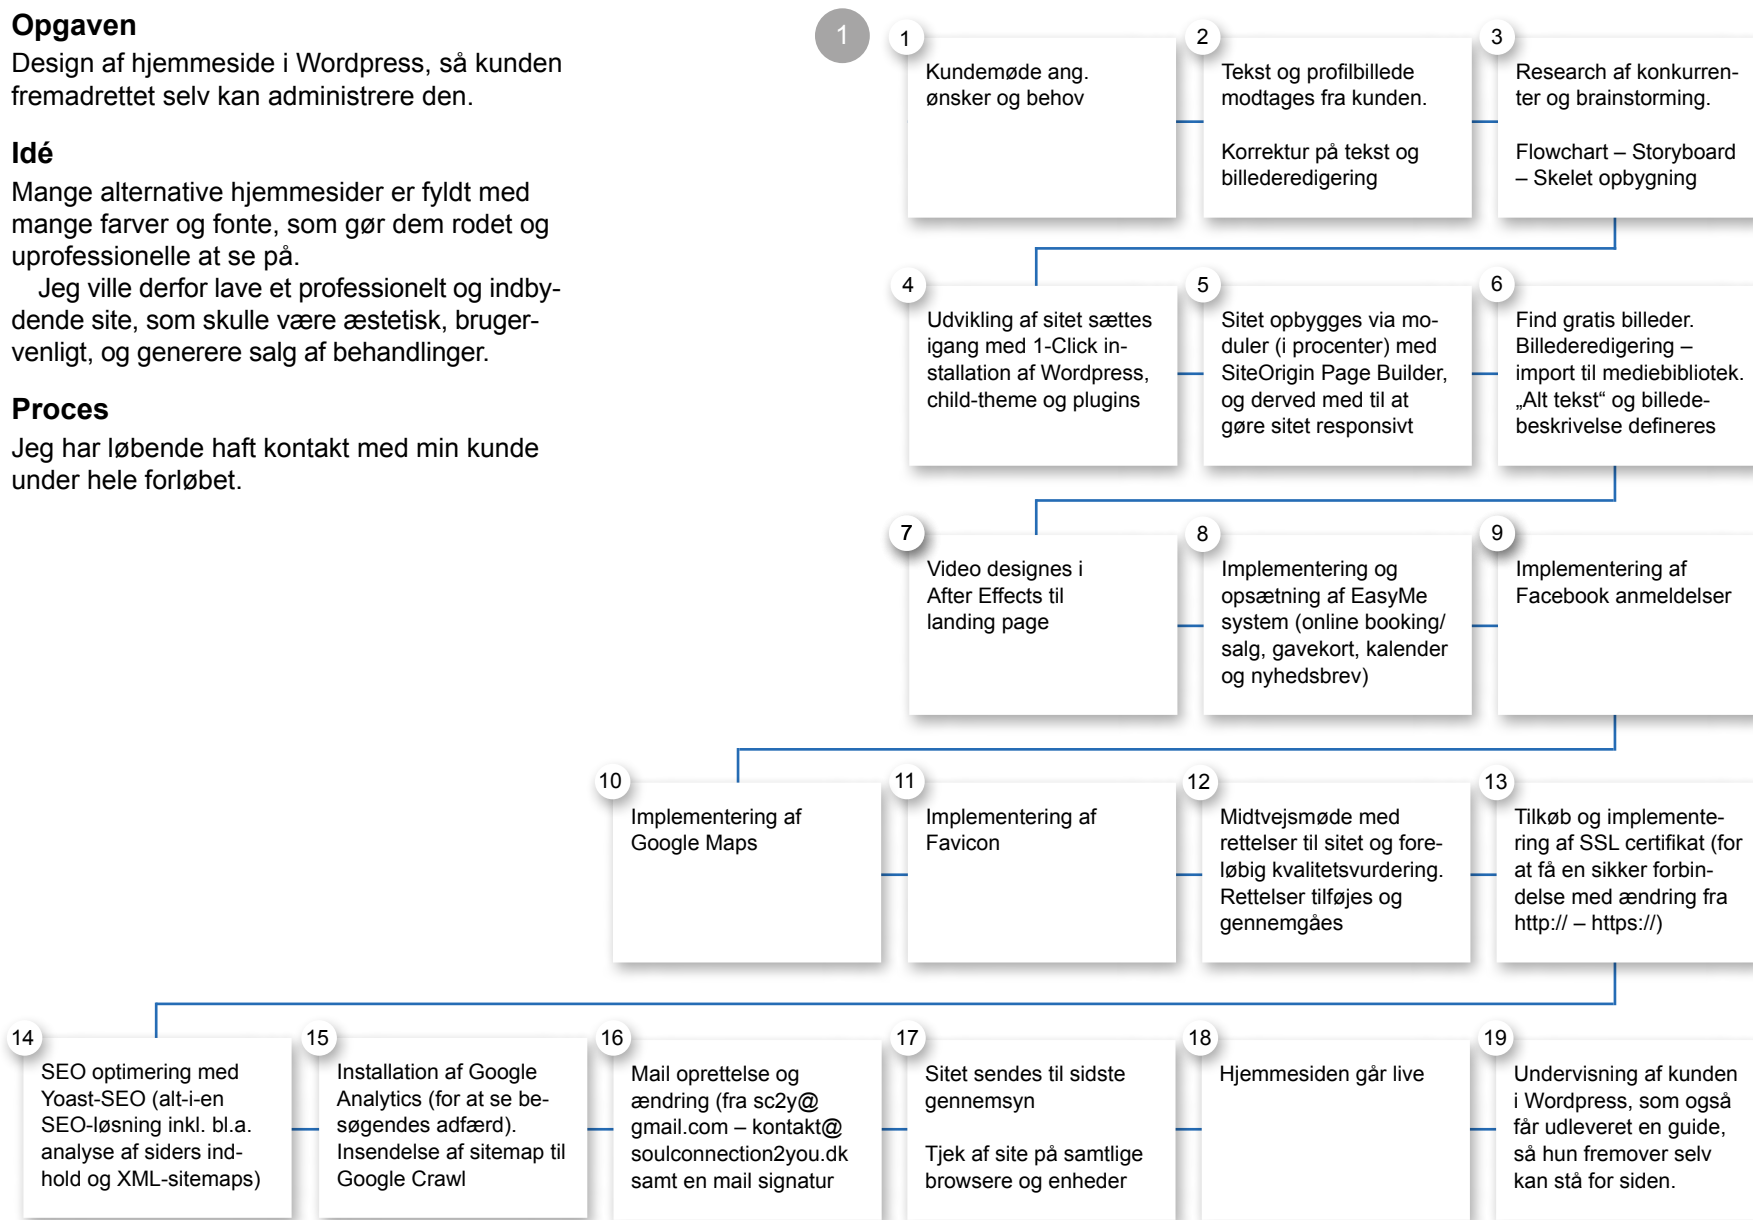 Opgaven
Design af hjemmeside i Wordpress, så kunden
fremadrettet selv kan administrere den.
Idé
Mange alternative hjemmesider er fyldt med
mange farver og fonte, som gør dem rodet og
uprofessionelle at se på.
Jeg ville derfor lave et professionelt og indby-
dende site, som skulle være æstetisk, bruger-
venligt, og generere salg af behandlinger.
Proces
Jeg har løbende haft kontakt med min kunde
under hele forløbet.
1
1
Kundemøde ang.
ønsker og behov
2
Tekst og profilbillede
modtages fra kunden.
Korrektur på tekst og
billederedigering
3
Research af konkurren-
ter og brainstorming.
Flowchart – Storyboard
– Skelet opbygning
4
Udvikling af sitet sættes
igang med 1-Click in-
stallation af Wordpress,
child-theme og plugins
5
Sitet opbygges via mo-
duler (i procenter) med
SiteOrigin Page Builder,
og derved med til at
gøre sitet responsivt
6
Find gratis billeder.
Billederedigering –
import til mediebibliotek.
„Alt tekst“ og billede-
beskrivelse defineres
7
Video designes i
After Effects til
landing page
8
Implementering og
opsætning af EasyMe
system (online booking/
salg, gavekort, kalender
og nyhedsbrev)
9
Implementering af
Facebook anmeldelser
10
Implementering af
Google Maps
11
Implementering af
Favicon
12
Midtvejsmøde med
rettelser til sitet og fore-
løbig kvalitetsvurdering.
Rettelser tilføjes og
gennemgåes
13
Tilkøb og implemente-
ring af SSL certifikat (for
at få en sikker forbin-
delse med ændring fra
http:// – https://)
14
SEO optimering med
Yoast-SEO (alt-i-en
SEO-løsning inkl. bl.a.
analyse af siders ind-
hold og XML-sitemaps)
15
Installation af Google
Analytics (for at se be-
søgendes adfærd).
Insendelse af sitemap til
Google Crawl
16
Mail oprettelse og
ændring (fra sc2y@
gmail.com – kontakt@
soulconnection2you.dk
samt en mail signatur
17
Sitet sendes til sidste
gennemsyn
Tjek af site på samtlige
browsere og enheder
18
Hjemmesiden går live
19
Undervisning af kunden
i Wordpress, som også
får udleveret en guide,
så hun fremover selv
kan stå for siden.